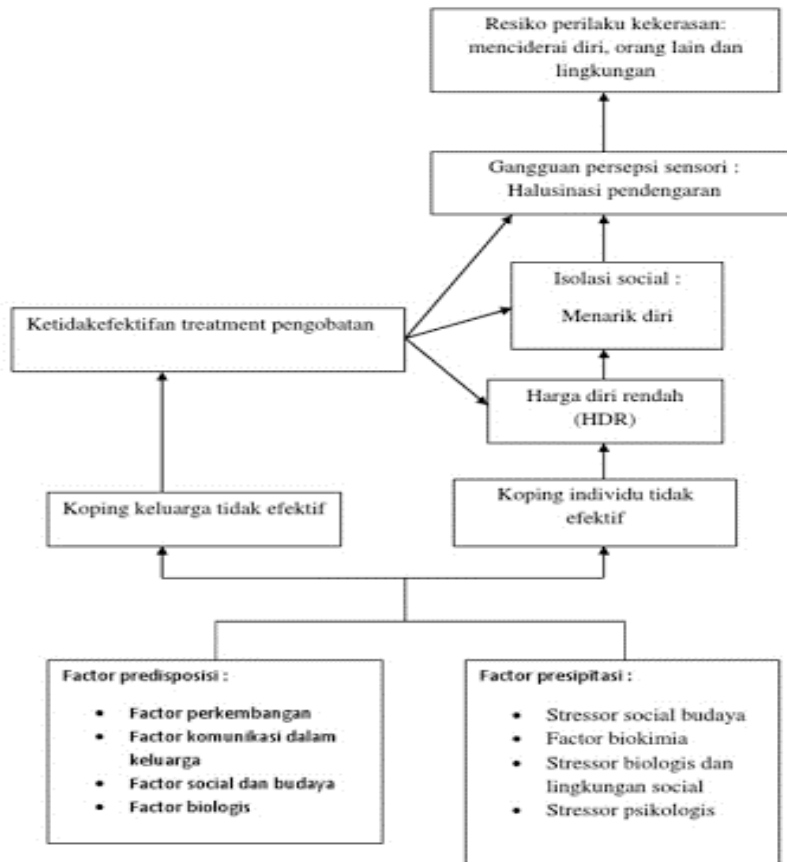 Resiko perilaku kekerasan:
menciderai diri, orang lain dan
lingkungan
Gangguan persepsi sensori :
Halusinasi pendengaran
Isolasi social :
Menarik diri
Ketidakefektifan treatment pengobatan
Harga diri rendah
(HDR)
Koping keluarga tidak efektif
Koping individu tidak
efektif
Factor predisposisi :
• Factor perkembangan
• Factor komunikasi dalam
keluarga
• Factor social dan budaya
• Factor biologis
Factor presipitasi :
• Stressor social budaya
• Factor biokimia
• Stressor biologis dan
lingkungan social
• Stressor psikologis